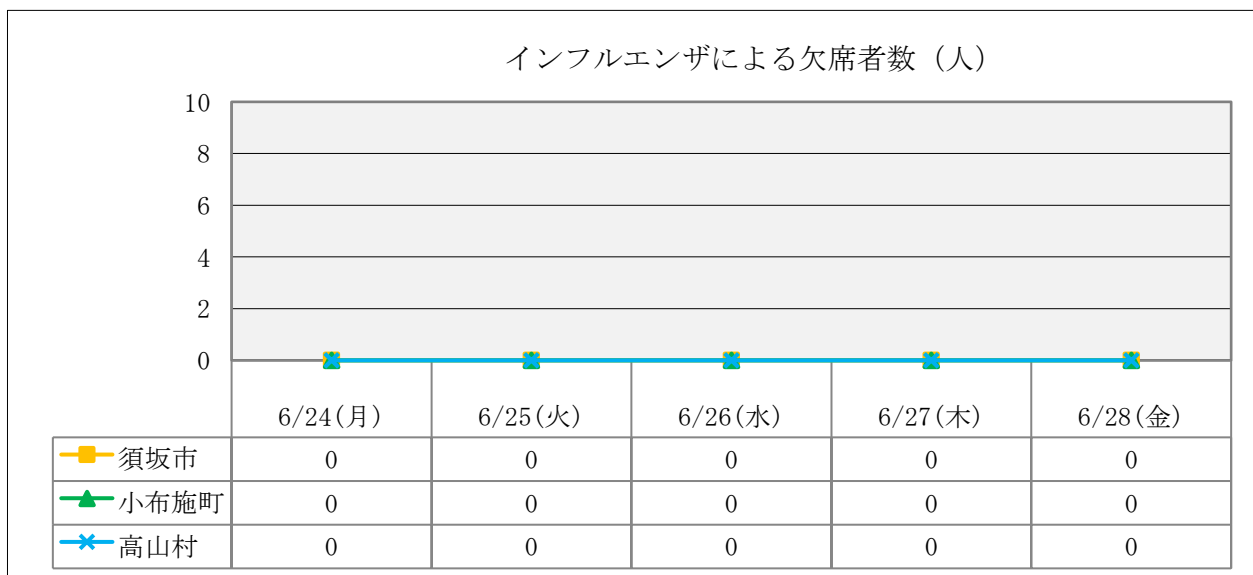 インフルエンザによる欠席者数（人）
10
8
6
4
2
0
6/24(月) 6/25(火) 6/26(水) 6/27(木) 6/28(金)
須坂市 0 0 0 0 0
小布施町 0 0 0 0 0
高山村 0 0 0 0 0